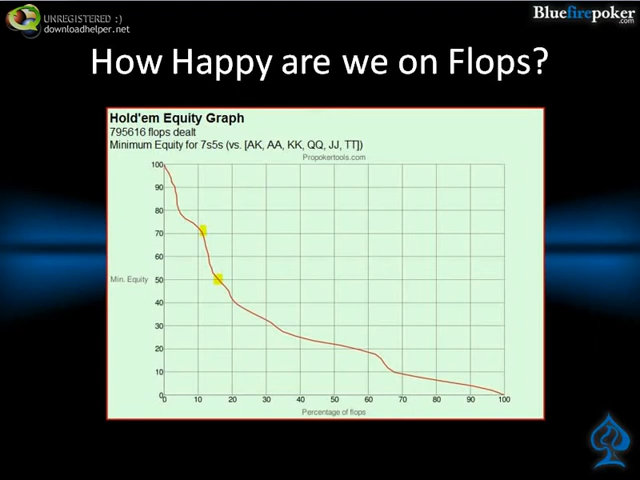 UNREGISTERED :)
downloadhelper.net
Bluefirepoker
.com
How Happy are we on Flops?
Hold'em Equity Graph
795616 flops dealt
Minimum Equity for 7s5s (vs. [AK, AA, KK, QQ, JJ, TT])
Propokertools.com
100
90
80
70
60
Min. Equity 50
40
30
20
10
0
0 10 20 30 40 50 60 70 80 90 100
Percentage of flops